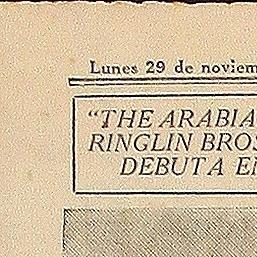 Lunes 29 de noviem
"THE ARABIA
RINGLIN BROS
DEBUTA E